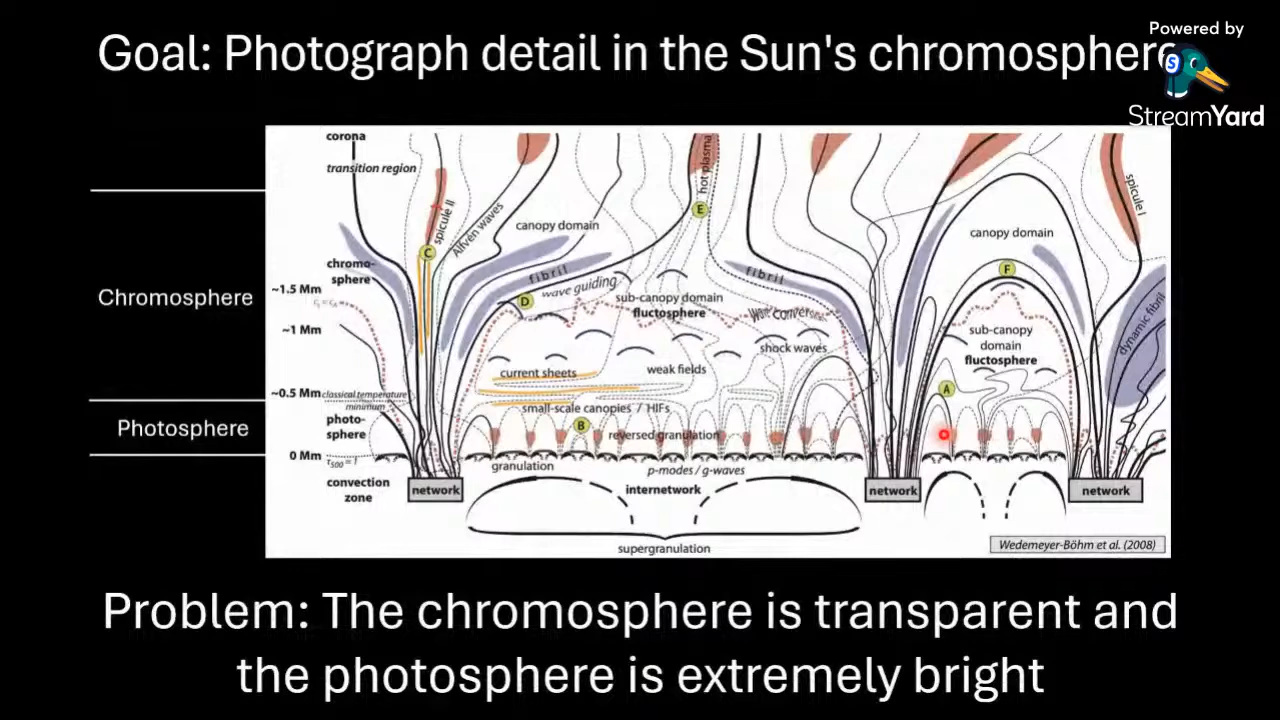 Goal: Photograph detail in the Sun's chromosphere
Powered by
S
StreamYard
corona
transition region
hot plasma
spicule II
Alfvén waves
E
spicule I
C
canopy domain
canopy domain
chromo-
sphere
fibril
fibril
F
Chromosphere
~1.5 Mm
D
wave guiding
sub-canopy domain
fluctosphere
dynamic fibril
~1 Mm
sub-canopy
domain
fluctosphere
shock waves
current sheets
weak fields
~0.5 Mm
classical temperature
minimum
A
small-scale canopies / HIFs
Photosphere
photo-
sphere
B
reversed granulation
0 Mm
τ500 = 1
granulation
p-modes / g-waves
convection
zone
network
internetwork
network
network
supergranulation
Wedemeyer-Böhm et al. (2008)
Problem: The chromosphere is transparent and
the photosphere is extremely bright